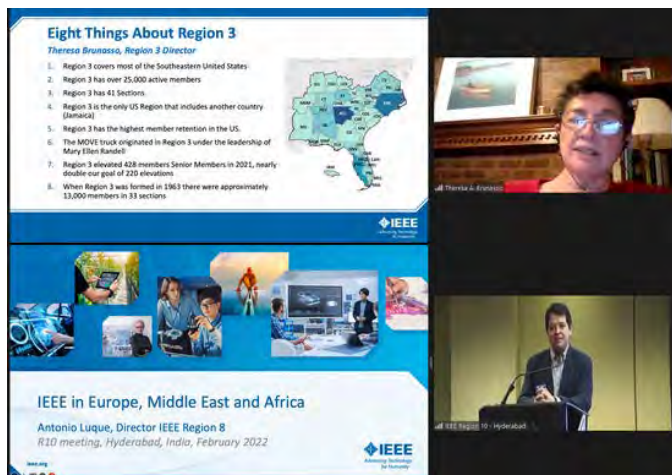 Eight Things About Region 3
Theresa Brunasso, Region 3 Director
1. Region 3 covers most of the Southeastern United States
2. Region 3 has over 25,000 active members
3. Region 3 has 41 Sections
4. Region 3 is the only US Region that includes another country
(Jamaica)
5. Region 3 has the highest member retention in the US.
6. The MOVE truck originated in Region 3 under the leadership of
Mary Ellen Randell
7. Region 3 elevated 428 members Senior Members in 2021, nearly
double our goal of 220 elevations
8. When Region 3 was formed in 1963 there were approximately
13,000 members in 33 sections
IEEE
Theresa A Brunasso
IEEE in Europe, Middle East and Africa
Antonio Luque, Director IEEE Region 8
R10 meeting, Hyderabad, India, February 2022
ieee.org
IEEE
Advancing Technology
for Humanity
IEEE Region 10 - Hyderabad